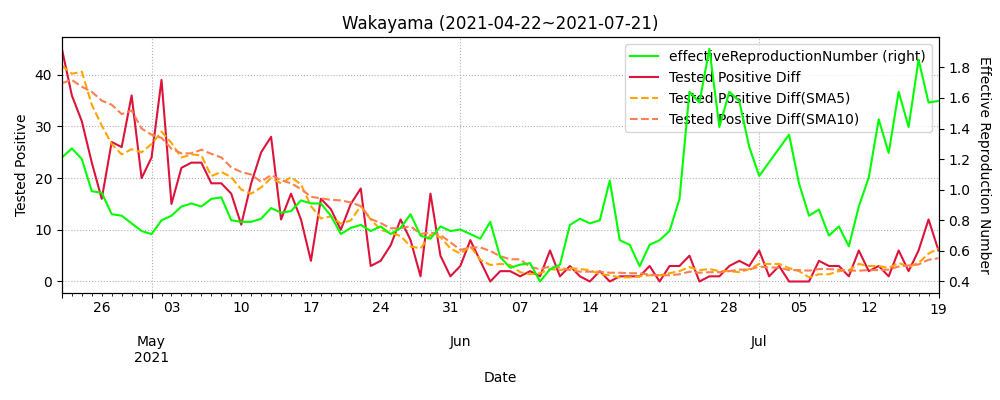 Wakayama (2021-04-22~2021-07-21)
effectiveReproductionNumber (right)
Tested Positive Diff
Tested Positive Diff(SMA5)
Tested Positive Diff(SMA10)
Tested Positive
40
30
20
10
0
1.8
1.6
1.4
1.2
1.0
0.8
0.6
0.4
Effective Reproduction Number
26 03 10 17 24 31 07 14 21 28 05 12 19
May Jun Jul
2021
Date